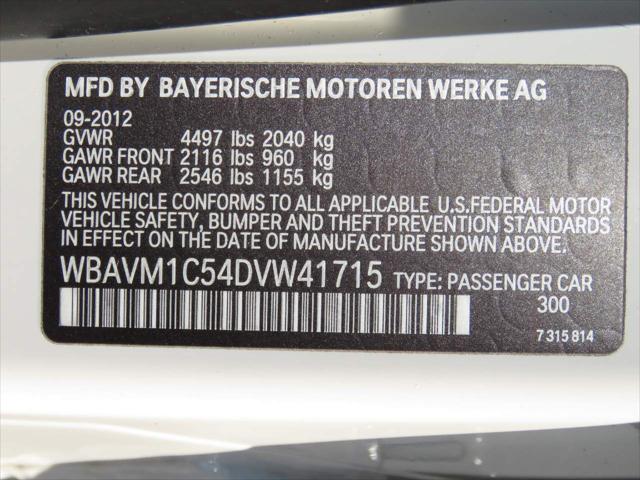 MFD BY BAYERISCHE MOTOREN WERKE AG
09-2012
GVWR 4497 lbs 2040 kg
GAWR FRONT 2116 lbs 960 kg
GAWR REAR 2546 lbs 1155 kg
THIS VEHICLE CONFORMS TO ALL APPLICABLE U.S.FEDERAL MOTOR
VEHICLE SAFETY, BUMPER AND THEFT PREVENTION STANDARDS
IN EFFECT ON THE DATE OF MANUFACTURE SHOWN ABOVE.
WBAVM1C54DVW41715 TYPE: PASSENGER CAR
300
7 315 814